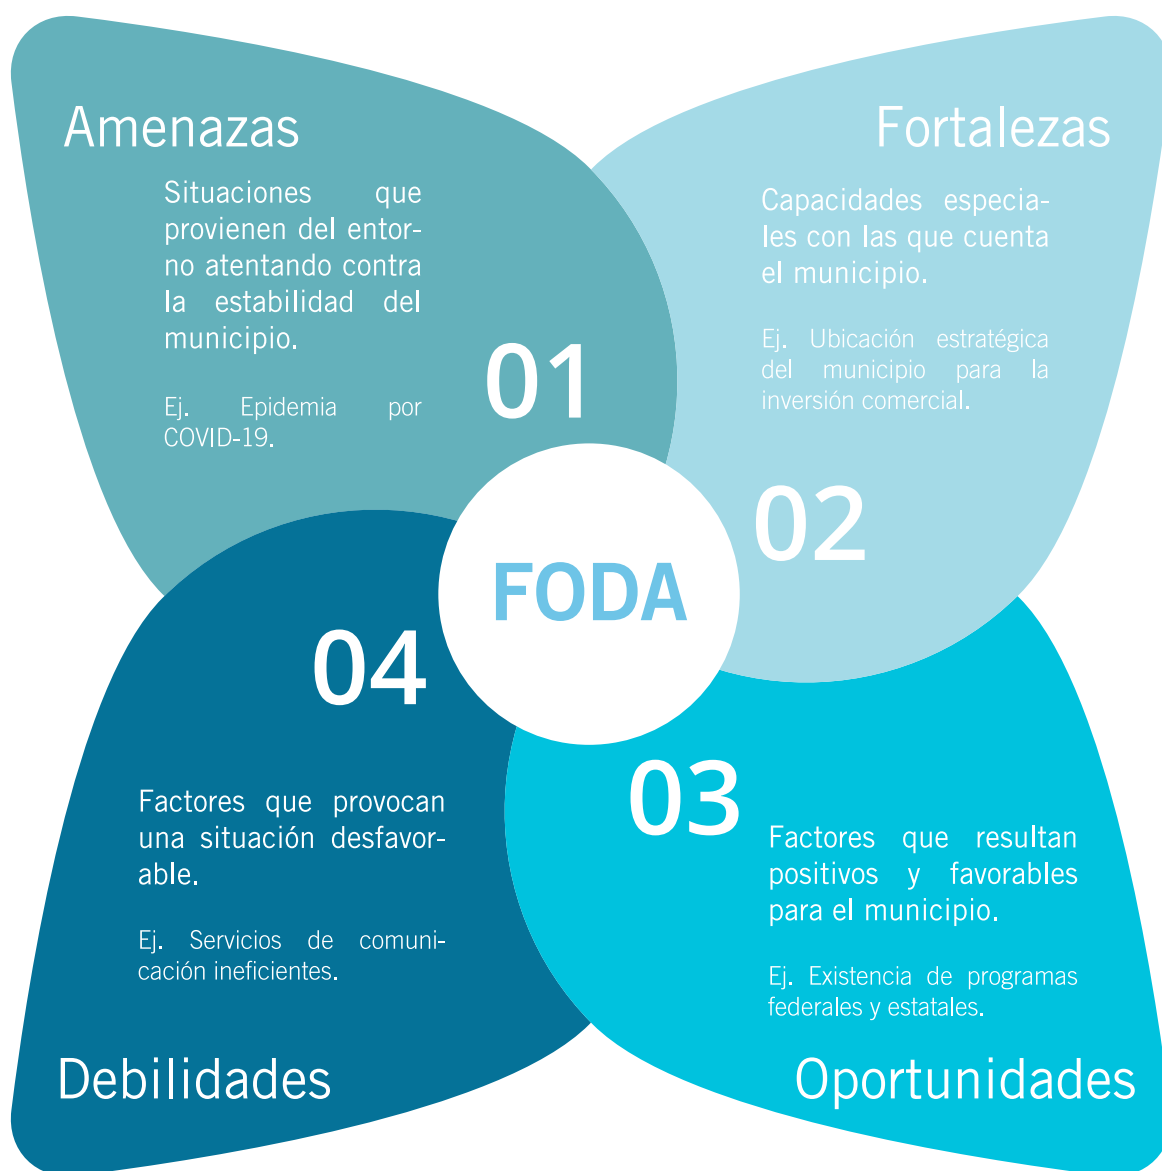 Amenazas
Situaciones que
provienen del entor-
no atentando contra
la estabilidad del
municipio.
Ej. Epidemia por
COVID-19.
01
Fortalezas
Capacidades especia-
les con las que cuenta
el municipio.
Ej. Ubicación estratégica
del municipio para la
inversión comercial.
02
FODA
04
Factores que provocan
una situación desfavor-
able.
Ej. Servicios de comuni-
cación ineficientes.
Debilidades
03
Factores que resultan
positivos y favorables
para el municipio.
Ej. Existencia de programas
federales y estatales.
Oportunidades